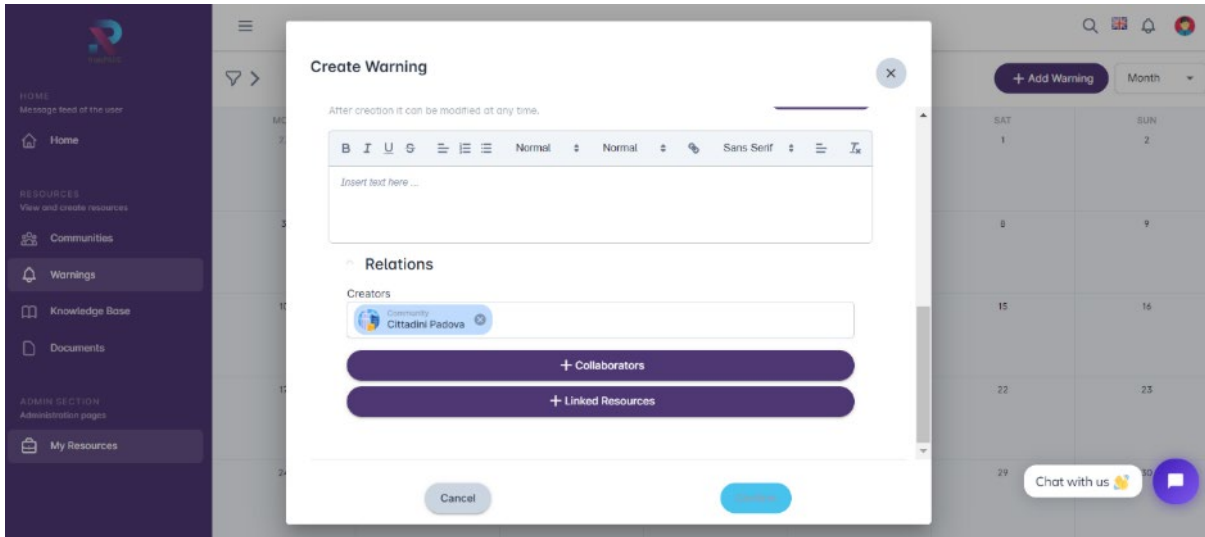 HOME
Message feed of the user
Home
RESOURCES
View and create resources
Communities
Warnings
Knowledge Base
Documents
ADMIN SECTION
Administration pages
My Resources
+ Add Warning
Month
SAT
SUN
1
2
8
9
15
16
22
23
29
30
Create Warning
After creation it can be modified at any time.
B I U S Normal Normal Sans Serif
Insert text here ...
Relations
Creators
Community
Cittadini Padova
+ Collaborators
+ Linked Resources
Cancel
Chat with us 👋